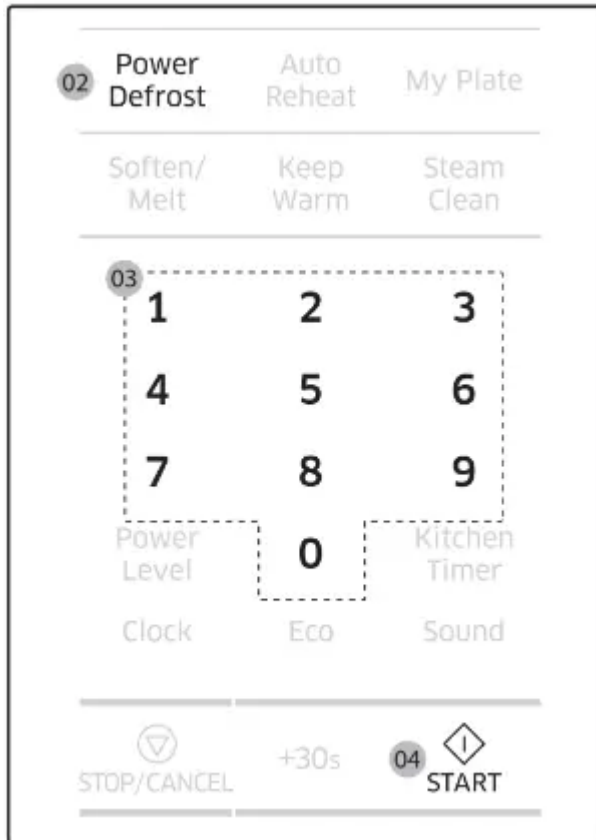 02 Power Defrost
Auto Reheat
My Plate
Soften/ Melt
Keep Warm
Steam Clean
03
1 2 3
4 5 6
7 8 9
Power Level
0
Kitchen Timer
Clock Eco Sound
STOP/CANCEL
+30s
04 START